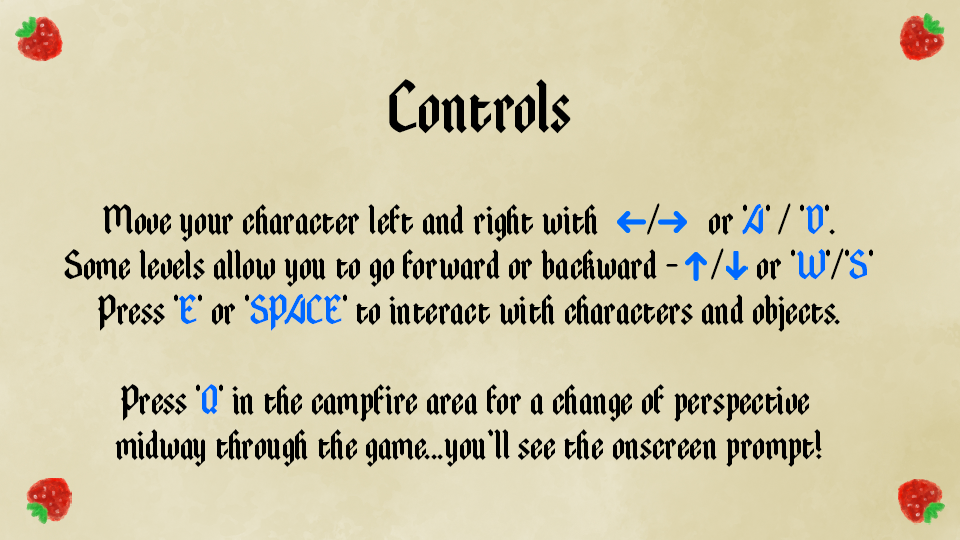 Controls
Move your character left and right with ←/→ or 'A' / 'D'.
Some levels allow you to go forward or backward - ↑/↓ or 'W'/'S'
Press 'E' or 'SPACE' to interact with characters and objects.
Press 'Q' in the campfire area for a change of perspective
midway through the game...you'll see the onscreen prompt!